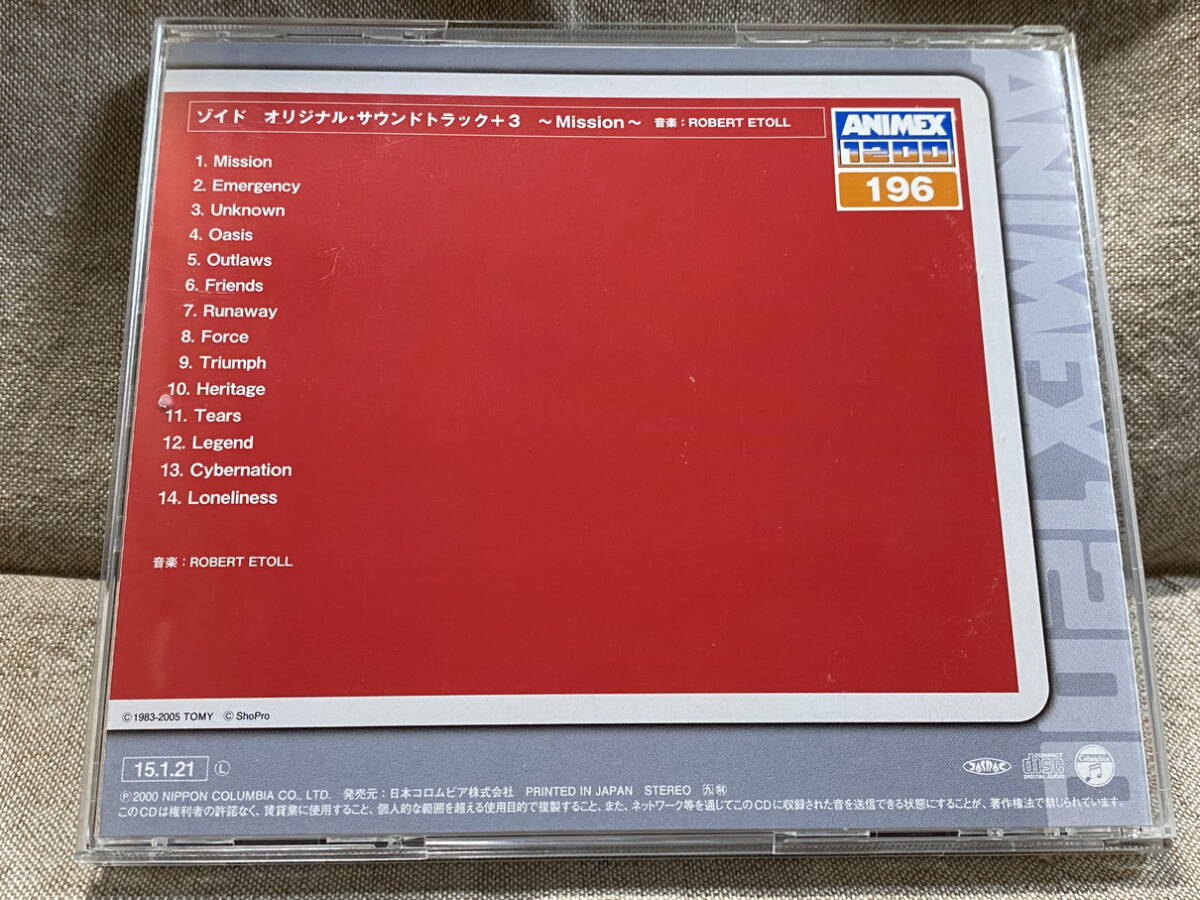 ゾイド オリジナル・サウンドトラック+3 ～Mission～ 音楽：ROBERT ETOLL
ANIMEX
1200
196
1. Mission
2. Emergency
3. Unknown
4. Oasis
5. Outlaws
6. Friends
7. Runaway
8. Force
9. Triumph
10. Heritage
11. Tears
12. Legend
13. Cybernation
14. Loneliness
音楽：ROBERT ETOLL
©1983-2005 TOMY ©ShoPro
ANIMEX1200
15.1.21 Ⓛ
JASRAC
COMPACT
disc
DIGITAL AUDIO
℗2000 NIPPON COLUMBIA CO., LTD. 発売元：日本コロムビア株式会社 PRINTED IN JAPAN STEREO
このCDは権利者の許諾なく、賃貸業に使用すること、個人的な範囲を超える使用目的で複製すること、また、ネットワーク等を通じてこのCDに収録された音を送信できる状態にすることが、著作権法で禁じられています。